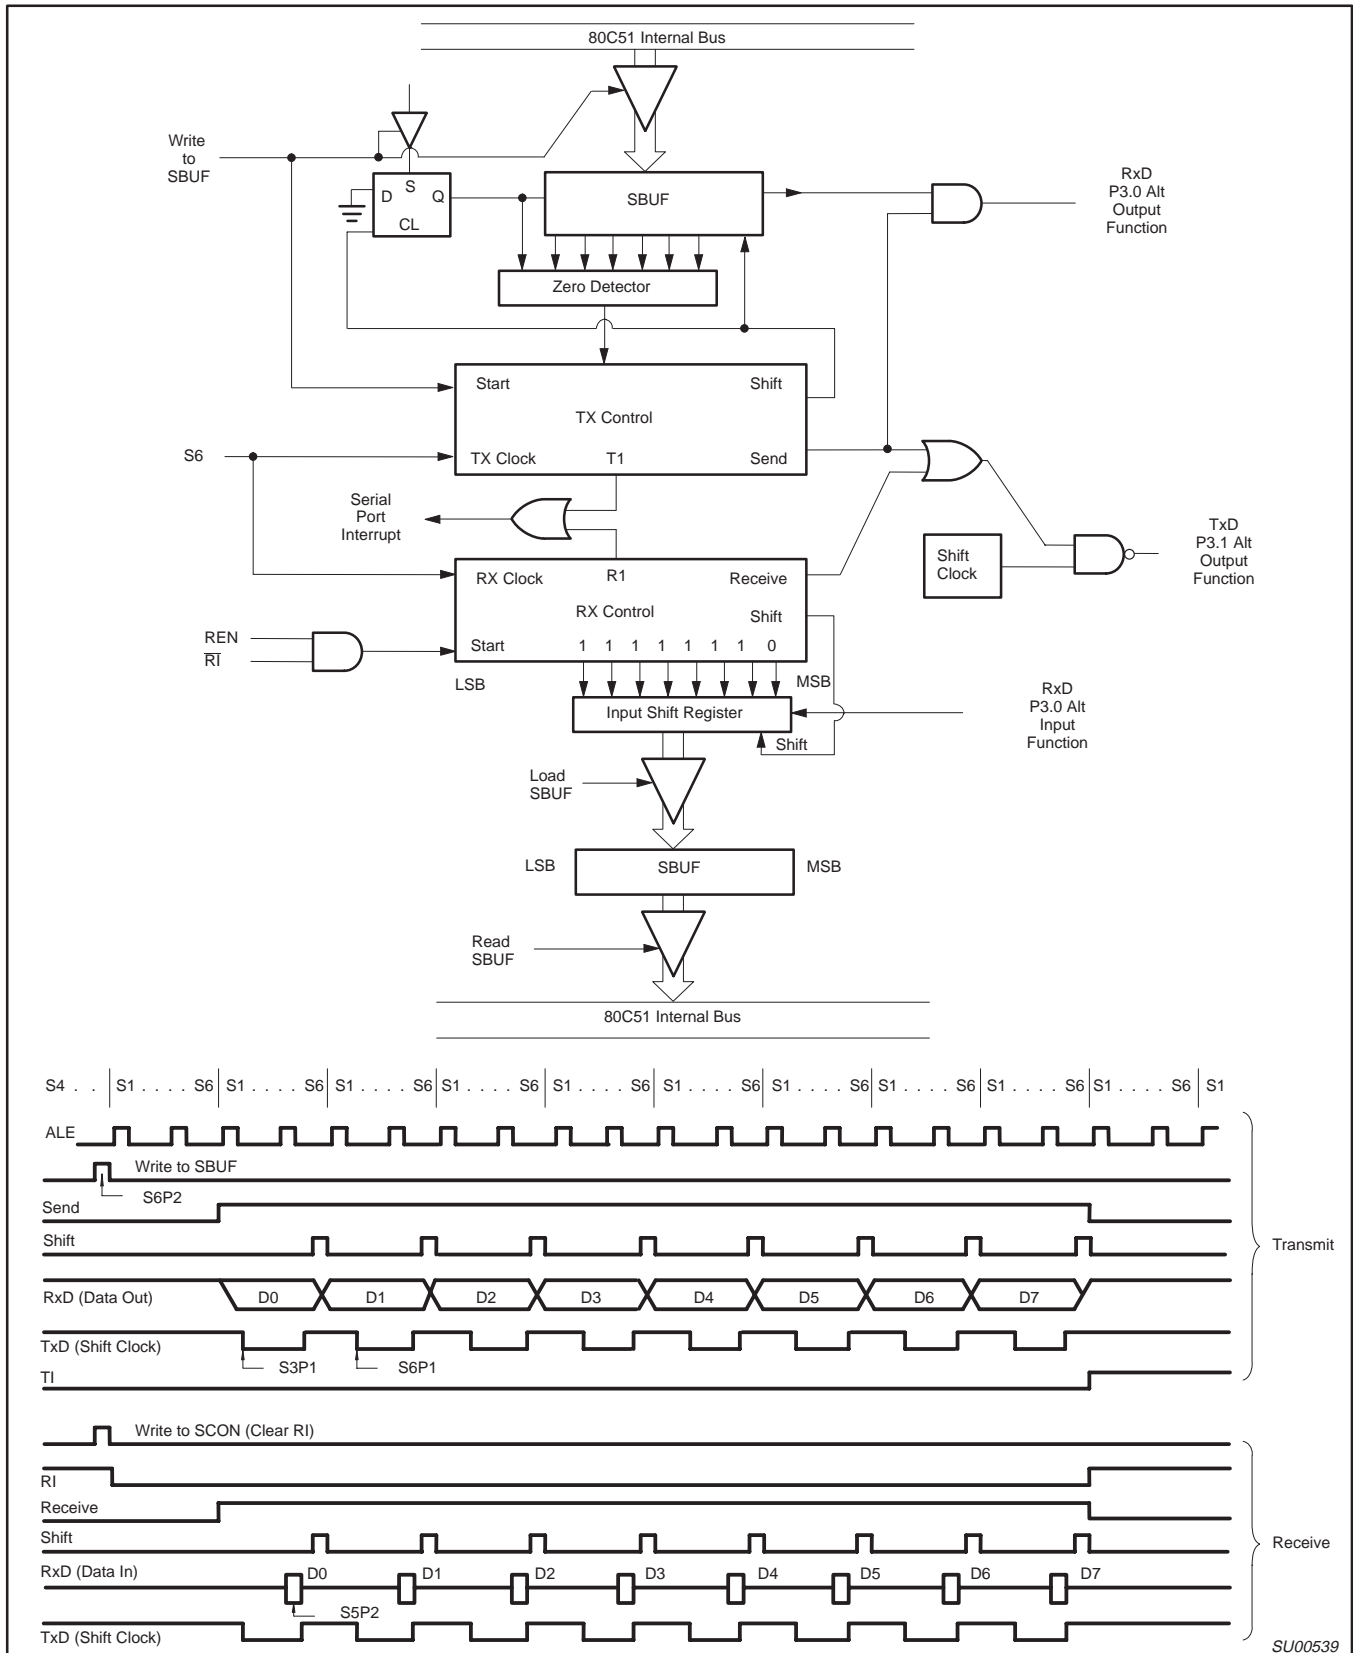 80C51 Internal Bus
Write
to
SBUF
D
S
Q
CL
SBUF
RxD
P3.0 Alt
Output
Function
Zero Detector
Start
Shift
TX Control
S6
TX Clock
T1
Send
Serial
Port
Interrupt
TxD
P3.1 Alt
Output
Function
Shift
Clock
RX Clock
R1
Receive
RX Control
Shift
REN
RI
Start
1 1 1 1 1 1 1 0
LSB
MSB
Input Shift Register
RxD
P3.0 Alt
Input
Function
Shift
Load
SBUF
LSB
SBUF
MSB
Read
SBUF
80C51 Internal Bus
S4 . . S1 . . . . S6 S1 . . . . S6 S1 . . . . S6 S1 . . . . S6 S1 . . . . S6 S1 . . . . S6 S1 . . . . S6 S1 . . . . S6 S1 . . . . S6 S1 . . . . S6 S1
ALE
Write to SBUF
S6P2
Send
Shift
Transmit
RxD (Data Out) D0 D1 D2 D3 D4 D5 D6 D7
TxD (Shift Clock)
S3P1 S6P1
TI
Write to SCON (Clear RI)
RI
Receive
Shift
Receive
RxD (Data In) D0 D1 D2 D3 D4 D5 D6 D7
S5P2
TxD (Shift Clock)
SU00539